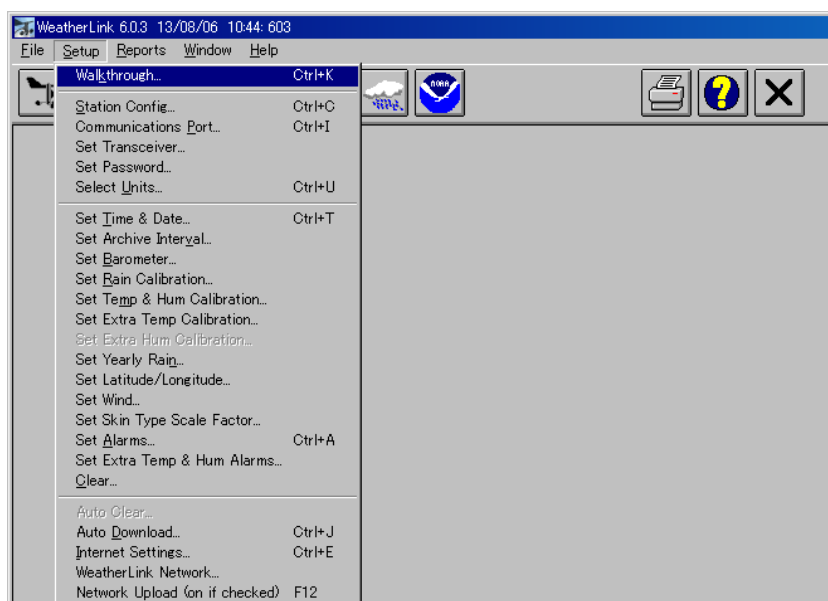 WeatherLink 6.0.3 13/08/06 10:44: 603
File Setup Reports Window Help
Walkthrough... Ctrl+K
NOAA
?
Station Config... Ctrl+C
Communications Port... Ctrl+I
Set Transceiver...
Set Password...
Select Units... Ctrl+U
Set Time & Date... Ctrl+T
Set Archive Interval...
Set Barometer...
Set Rain Calibration...
Set Temp & Hum Calibration...
Set Extra Temp Calibration...
Set Extra Hum Calibration...
Set Yearly Rain...
Set Latitude/Longitude...
Set Wind...
Set Skin Type Scale Factor...
Set Alarms... Ctrl+A
Set Extra Temp & Hum Alarms...
Clear...
Auto Clear...
Auto Download... Ctrl+J
Internet Settings... Ctrl+E
WeatherLink Network...
Network Upload (on if checked) F12